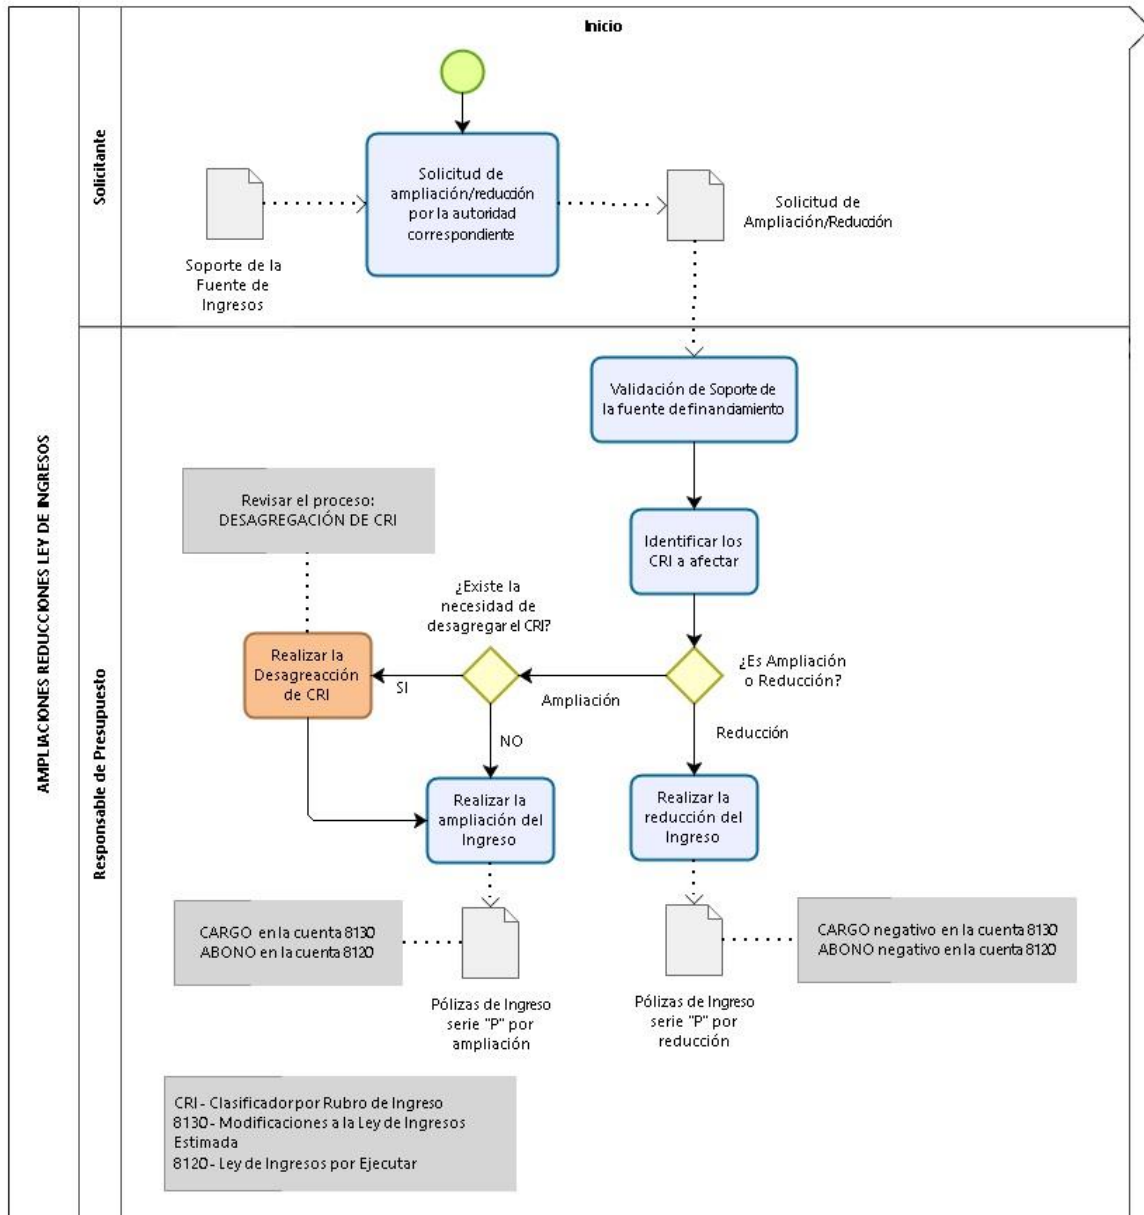 AMPLIACIONES REDUCCIONES LEY DE INGRESOS
Solicitante
Inicio
Solicitud de
ampliación/reducción
por la autoridad
correspondiente
Soporte de la
Fuente de
Ingresos
Solicitud de
Ampliación/Reducción
Responsable de Presupuesto
Validación de Soporte de
la fuente de financiamiento
Revisar el proceso:
DESAGREGACIÓN DE CRI
Identificar los
CRI a afectar
¿Existe la
necesidad de
desagregar el CRI?
¿Es Ampliación
o Reducción?
Realizar la
Desagreacción
de CRI
SI
Ampliación
NO
Reducción
Realizar la
ampliación del
Ingreso
Realizar la
reducción del
Ingreso
CARGO en la cuenta 8130
ABONO en la cuenta 8120
CARGO negativo en la cuenta 8130
ABONO negativo en la cuenta 8120
Pólizas de Ingreso
serie "P" por
ampliación
Pólizas de Ingreso
serie "P" por
reducción
CRI - Clasificador por Rubro de Ingreso
8130 - Modificaciones a la Ley de Ingresos
Estimada
8120 - Ley de Ingresos por Ejecutar